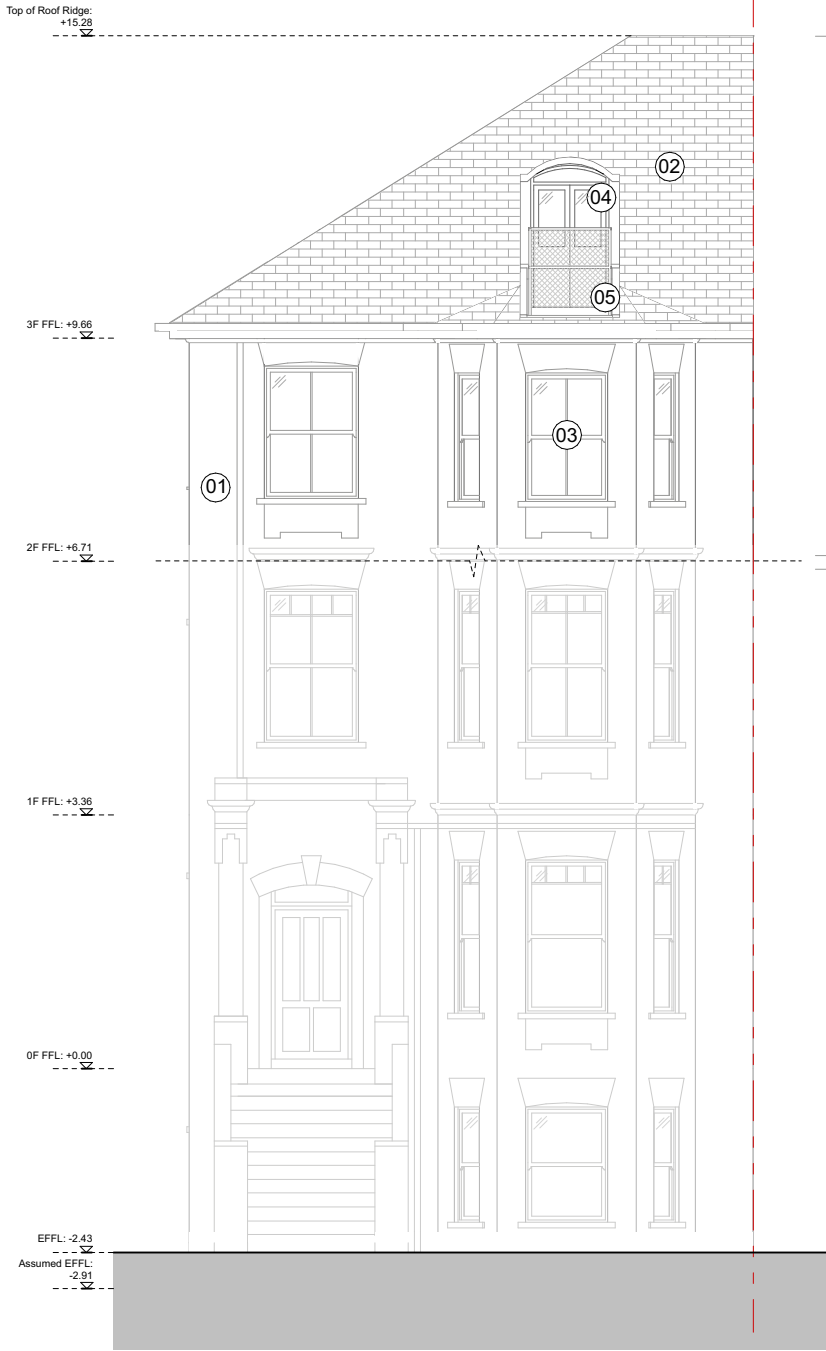 Top of Roof Ridge:
+15.28
02
04
05
3F FFL: +9.66
03
01
2F FFL: +6.71
1F FFL: +3.36
0F FFL: +0.00
EFFL: -2.43
Assumed EFFL:
-2.91